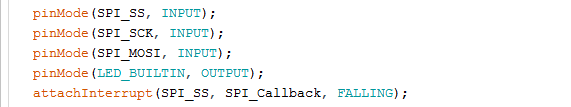 pinMode(SPI_SS, INPUT);
pinMode(SPI_SCK, INPUT);
pinMode(SPI_MOSI, INPUT);
pinMode(LED_BUILTIN, OUTPUT);
attachInterrupt(SPI_SS, SPI_Callback, FALLING);